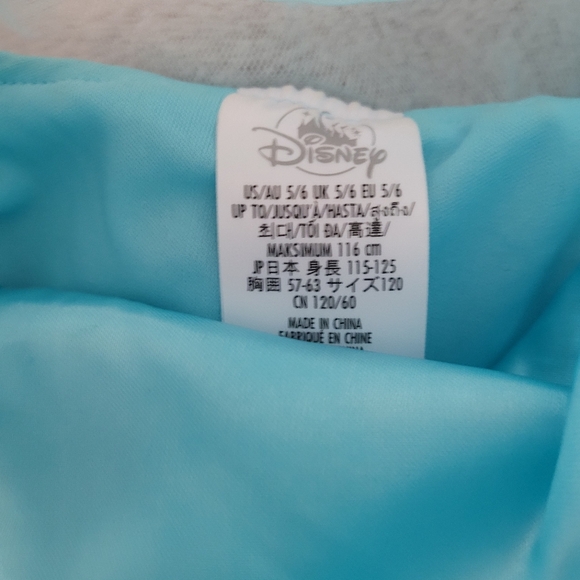 Disney
US/AU 5/6 UK 5/6 EU 5/6
UP TO/JUSQU'À/HASTA/สูงถึง/
최대/TỐI ĐA/高達/
MAKSIMUM 116 cm
JP日本 身長 115-125
胸囲 57-63 サイズ120
CN 120/60
MADE IN CHINA
FABRIQUÉ EN CHINE